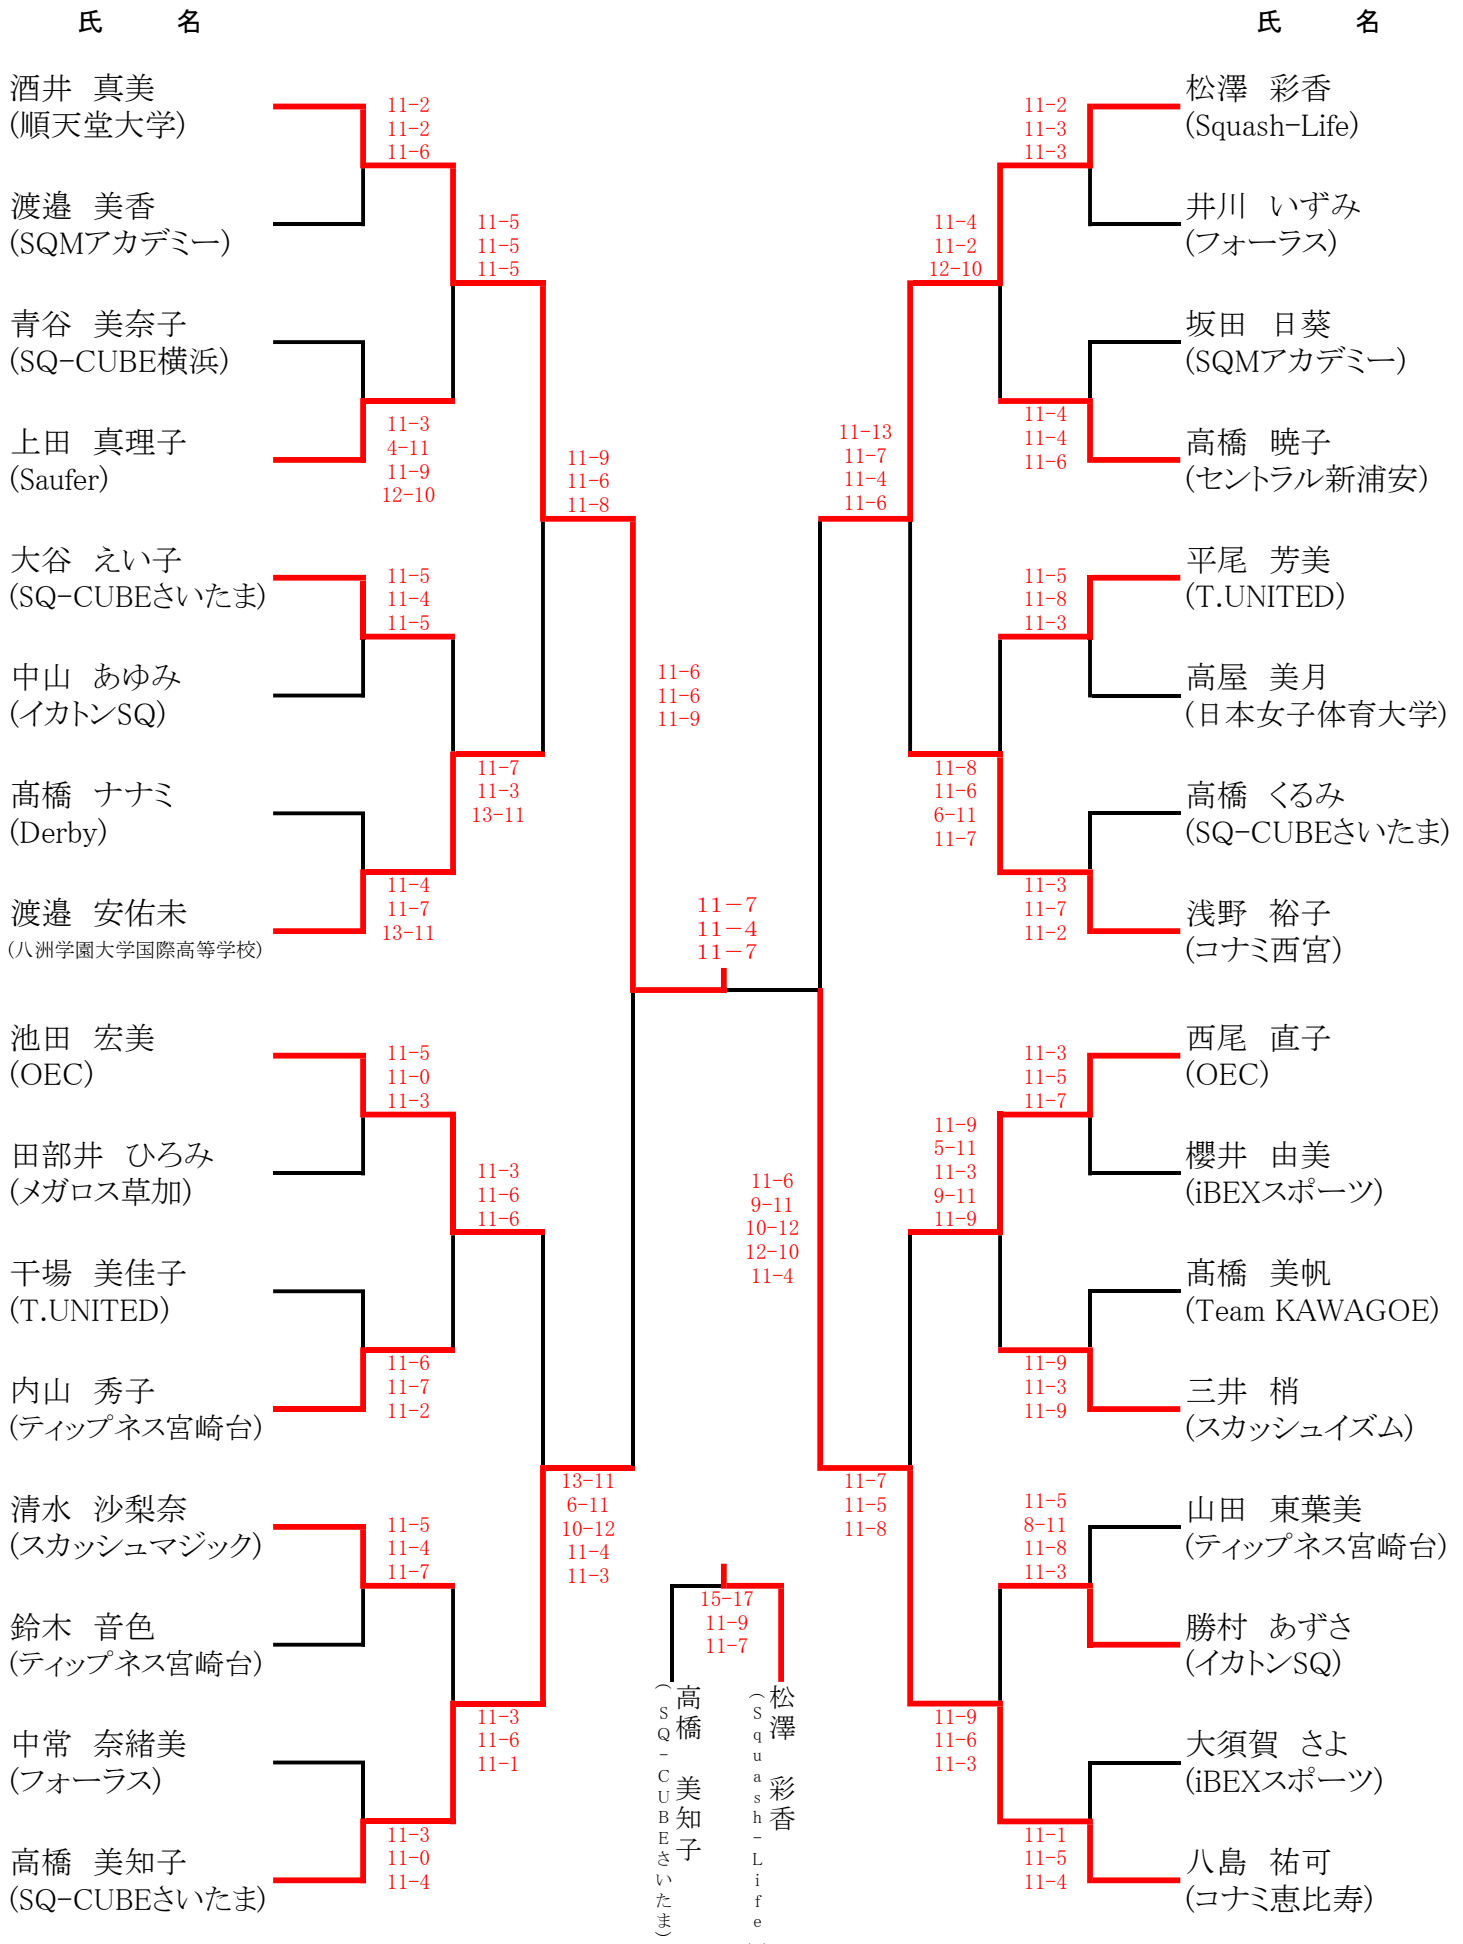 氏　名
酒井 真美
(順天堂大学)
渡邉 美香
(SQMアカデミー)
青谷 美奈子
(SQ-CUBE横浜)
上田 真理子
(Saufer)
大谷 えい子
(SQ-CUBEさいたま)
中山 あゆみ
(イカトンSQ)
髙橋 ナナミ
(Derby)
渡邉 安佑未
(八洲学園大学国際高等学校)
池田 宏美
(OEC)
田部井 ひろみ
(メガロス草加)
干場 美佳子
(T.UNITED)
内山 秀子
(ティップネス宮崎台)
清水 沙梨奈
(スカッシュマジック)
鈴木 音色
(ティップネス宮崎台)
中常 奈緒美
(フォーラス)
高橋 美知子
(SQ-CUBEさいたま)
11-2
11-2
11-6
11-3
4-11
11-9
12-10
11-5
11-4
11-5
11-4
11-7
13-11
11-5
11-0
11-3
11-6
11-7
11-2
11-5
11-4
11-7
11-3
11-0
11-4
11-5
11-5
11-5
11-7
11-3
13-11
11-3
11-6
11-6
11-3
11-6
11-1
11-9
11-6
11-8
13-11
6-11
10-12
11-4
11-3
11-6
11-6
11-9
11-7
11-4
11-7
15-17
11-9
11-7
高橋 美知子
(SQ-CUBEさいたま)
松澤 彩香
(Squash-Life
11-6
9-11
10-12
12-10
11-4
11-13
11-7
11-4
11-6
11-7
11-5
11-8
11-4
11-2
12-10
11-8
11-6
6-11
11-7
11-9
5-11
11-3
9-11
11-9
11-9
11-6
11-3
11-2
11-3
11-3
11-4
11-4
11-6
11-5
11-8
11-3
11-3
11-7
11-2
11-3
11-5
11-7
11-9
11-3
11-9
11-5
8-11
11-8
11-3
11-1
11-5
11-4
氏　名
松澤 彩香
(Squash-Life)
井川 いずみ
(フォーラス)
坂田 日葵
(SQMアカデミー)
高橋 暁子
(セントラル新浦安)
平尾 芳美
(T.UNITED)
高屋 美月
(日本女子体育大学)
高橋 くるみ
(SQ-CUBEさいたま)
浅野 裕子
(コナミ西宮)
西尾 直子
(OEC)
櫻井 由美
(iBEXスポーツ)
髙橋 美帆
(Team KAWAGOE)
三井 梢
(スカッシュイズム)
山田 東葉美
(ティップネス宮崎台)
勝村 あずさ
(イカトンSQ)
大須賀 さよ
(iBEXスポーツ)
八島 祐可
(コナミ恵比寿)